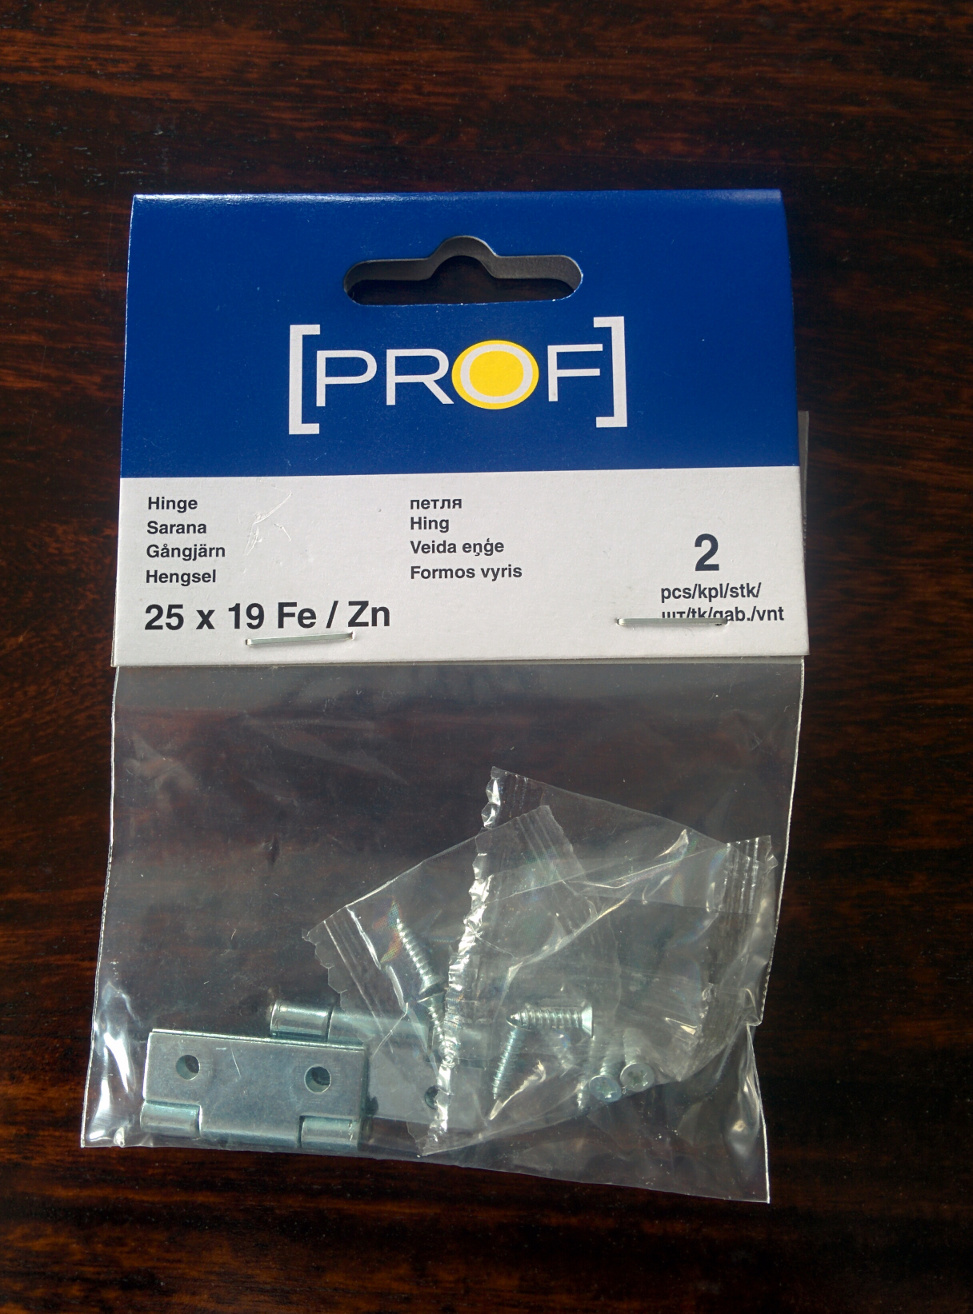 [PROF]
Hinge
Sarana
Gångjärn
Hengsel
25 x 19 Fe / Zn
петля
Hing
Veida eņģe
Formos vyris
2
pcs/kpl/stk/
шт/tk/gab./vnt